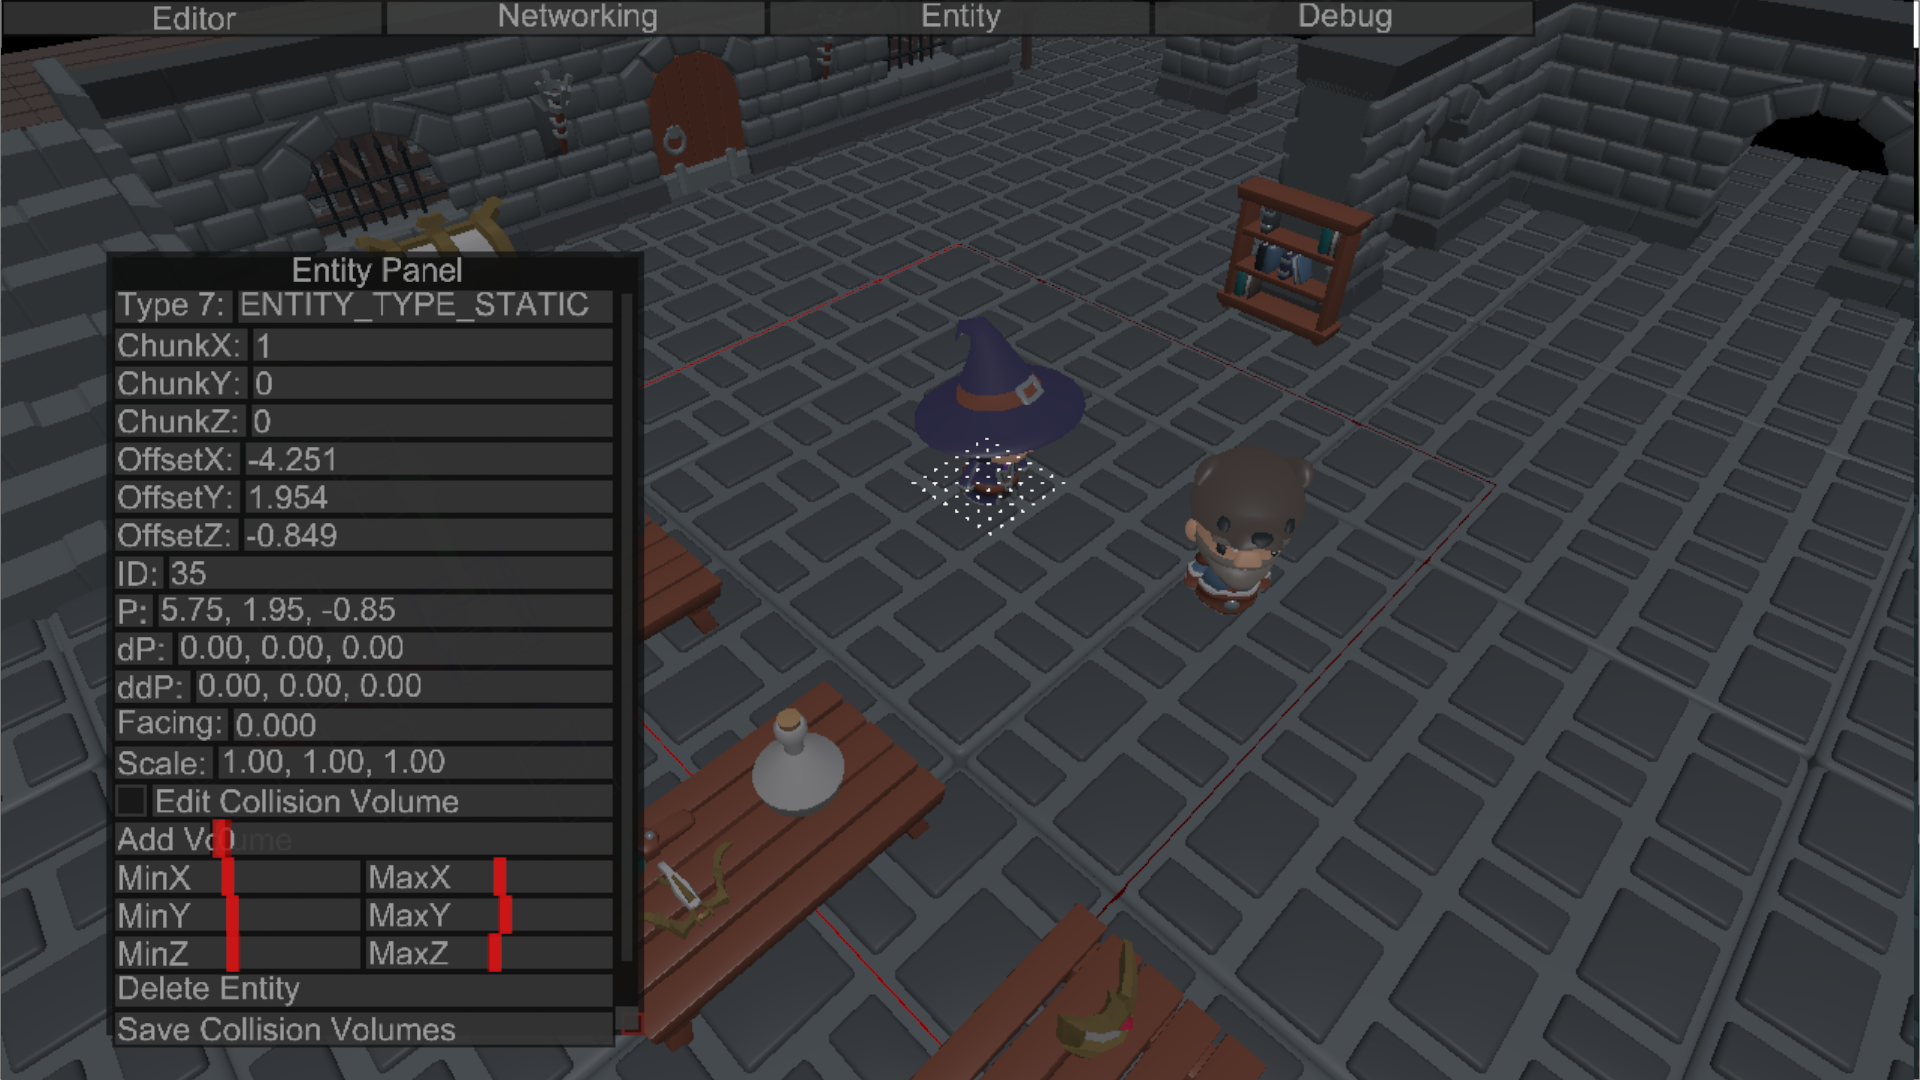 Editor Networking Entity Debug
Entity Panel
Type 7: ENTITY_TYPE_STATIC
ChunkX: 1
ChunkY: 0
ChunkZ: 0
OffsetX: -4.251
OffsetY: 1.954
OffsetZ: -0.849
ID: 35
P: 5.75, 1.95, -0.85
dP: 0.00, 0.00, 0.00
ddP: 0.00, 0.00, 0.00
Facing: 0.000
Scale: 1.00, 1.00, 1.00
Edit Collision Volume
Add Volume
MinX MaxX
MinY MaxY
MinZ MaxZ
Delete Entity
Save Collision Volumes